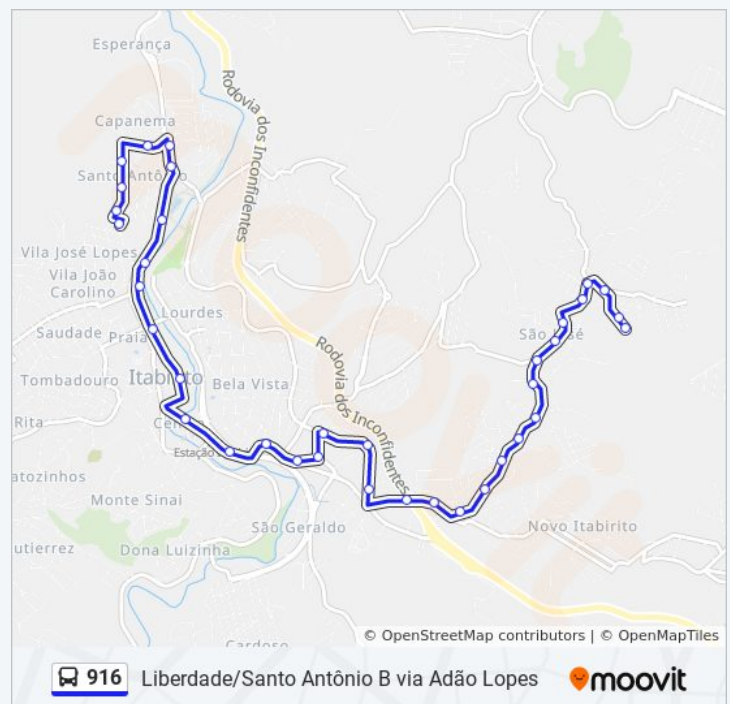 Esperança
Capanema
Santo Antônio
Rodovia dos Inconfidentes
Vila José Lopes
Vila João
Carolino
Lourdes
Saudade
Praia
São José
Rodovia dos Inconfidentes
Tombadouro
Itabirito
Bela Vista
Rita
Centro
Estação
atozinhos
Monte Sinai
São Geraldo
Novo Itabirito
utierrez
Dona Luizinha
Cardoso
© OpenStreetMap contributors | © OpenMapTiles
916
Liberdade/Santo Antônio B via Adão Lopes
moovit